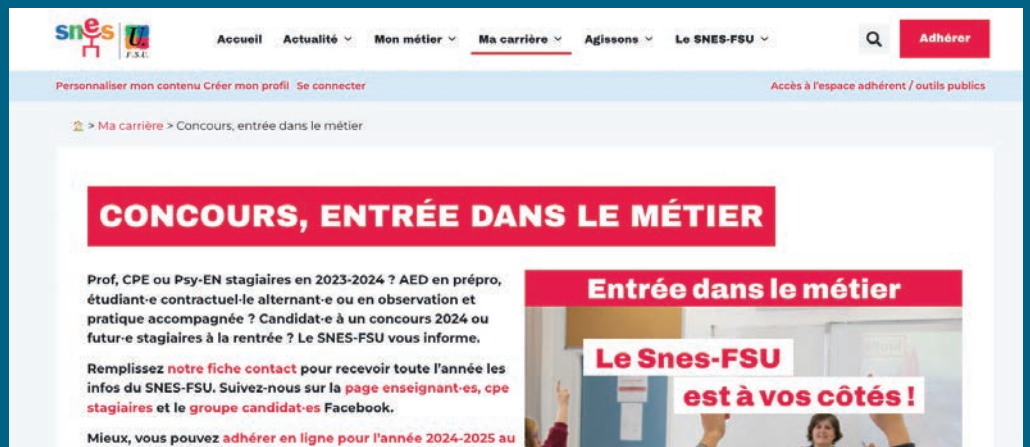 snes U.
F.S.U.
Accueil Actualité Mon métier Ma carrière Agissons Le SNES-FSU Adhérer
Personnaliser mon contenu Créer mon profil Se connecter Accès à l'espace adhérent / outils publics
> Ma carrière > Concours, entrée dans le métier
CONCOURS, ENTRÉE DANS LE MÉTIER
Prof, CPE ou Psy-EN stagiaires en 2023-2024 ? AED en prépro,
étudiant·e contractuel·le alternant·e ou en observation et
pratique accompagnée ? Candidat·e à un concours 2024 ou
futur·e stagiaires à la rentrée ? Le SNES-FSU vous informe.
Remplissez notre fiche contact pour recevoir toute l'année les
infos du SNES-FSU. Suivez-nous sur la page enseignant·es, cpe
stagiaires et le groupe candidat·es Facebook.
Mieux, vous pouvez adhérer en ligne pour l'année 2024-2025 au
Entrée dans le métier
Le Snes-FSU
est à vos côtés !